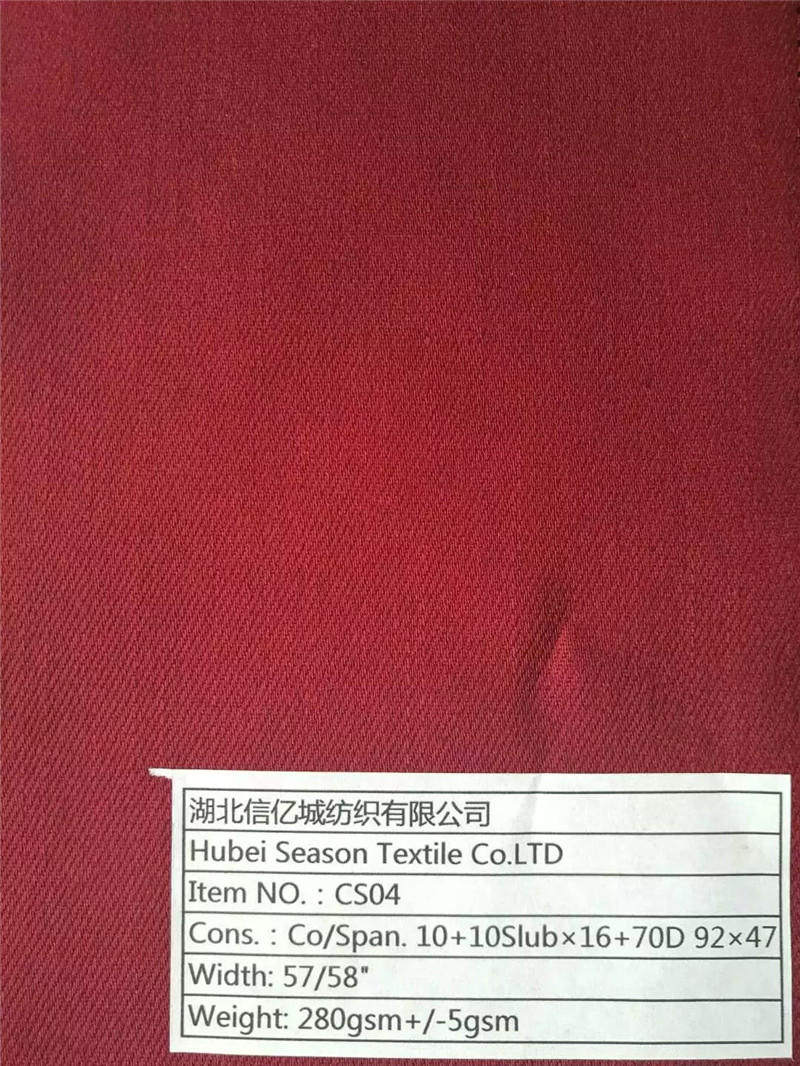 湖北信亿城纺织有限公司
Hubei Season Textile Co.LTD
Item NO. : CS04
Cons. : Co/Span. 10+10Slub×16+70D 92×47
Width: 57/58"
Weight: 280gsm+/-5gsm